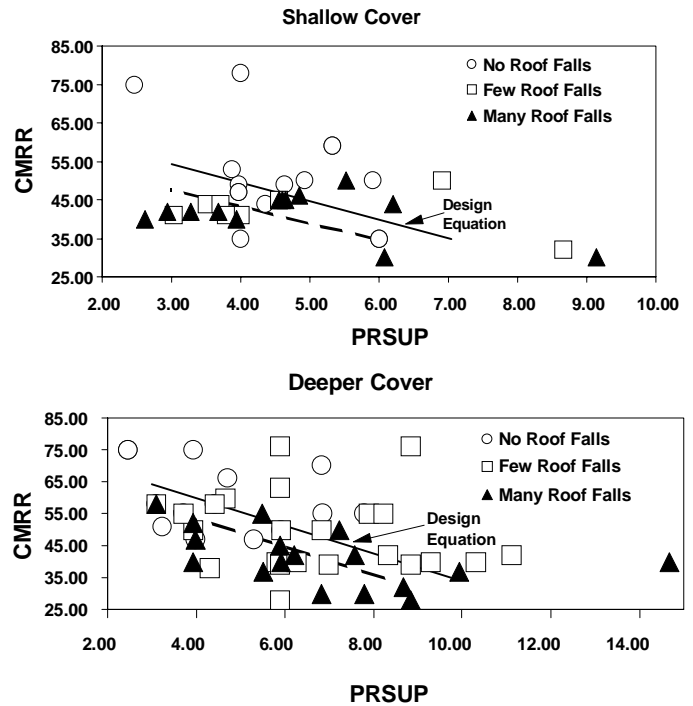 Shallow Cover
85.00
75.00
65.00
55.00
45.00
35.00
25.00
CMRR
No Roof Falls
Few Roof Falls
Many Roof Falls
Design
Equation
2.00 3.00 4.00 5.00 6.00 7.00 8.00 9.00 10.00
PRSUP
Deeper Cover
85.00
75.00
65.00
55.00
45.00
35.00
25.00
CMRR
No Roof Falls
Few Roof Falls
Many Roof Falls
Design
Equation
2.00 4.00 6.00 8.00 10.00 12.00 14.00
PRSUP